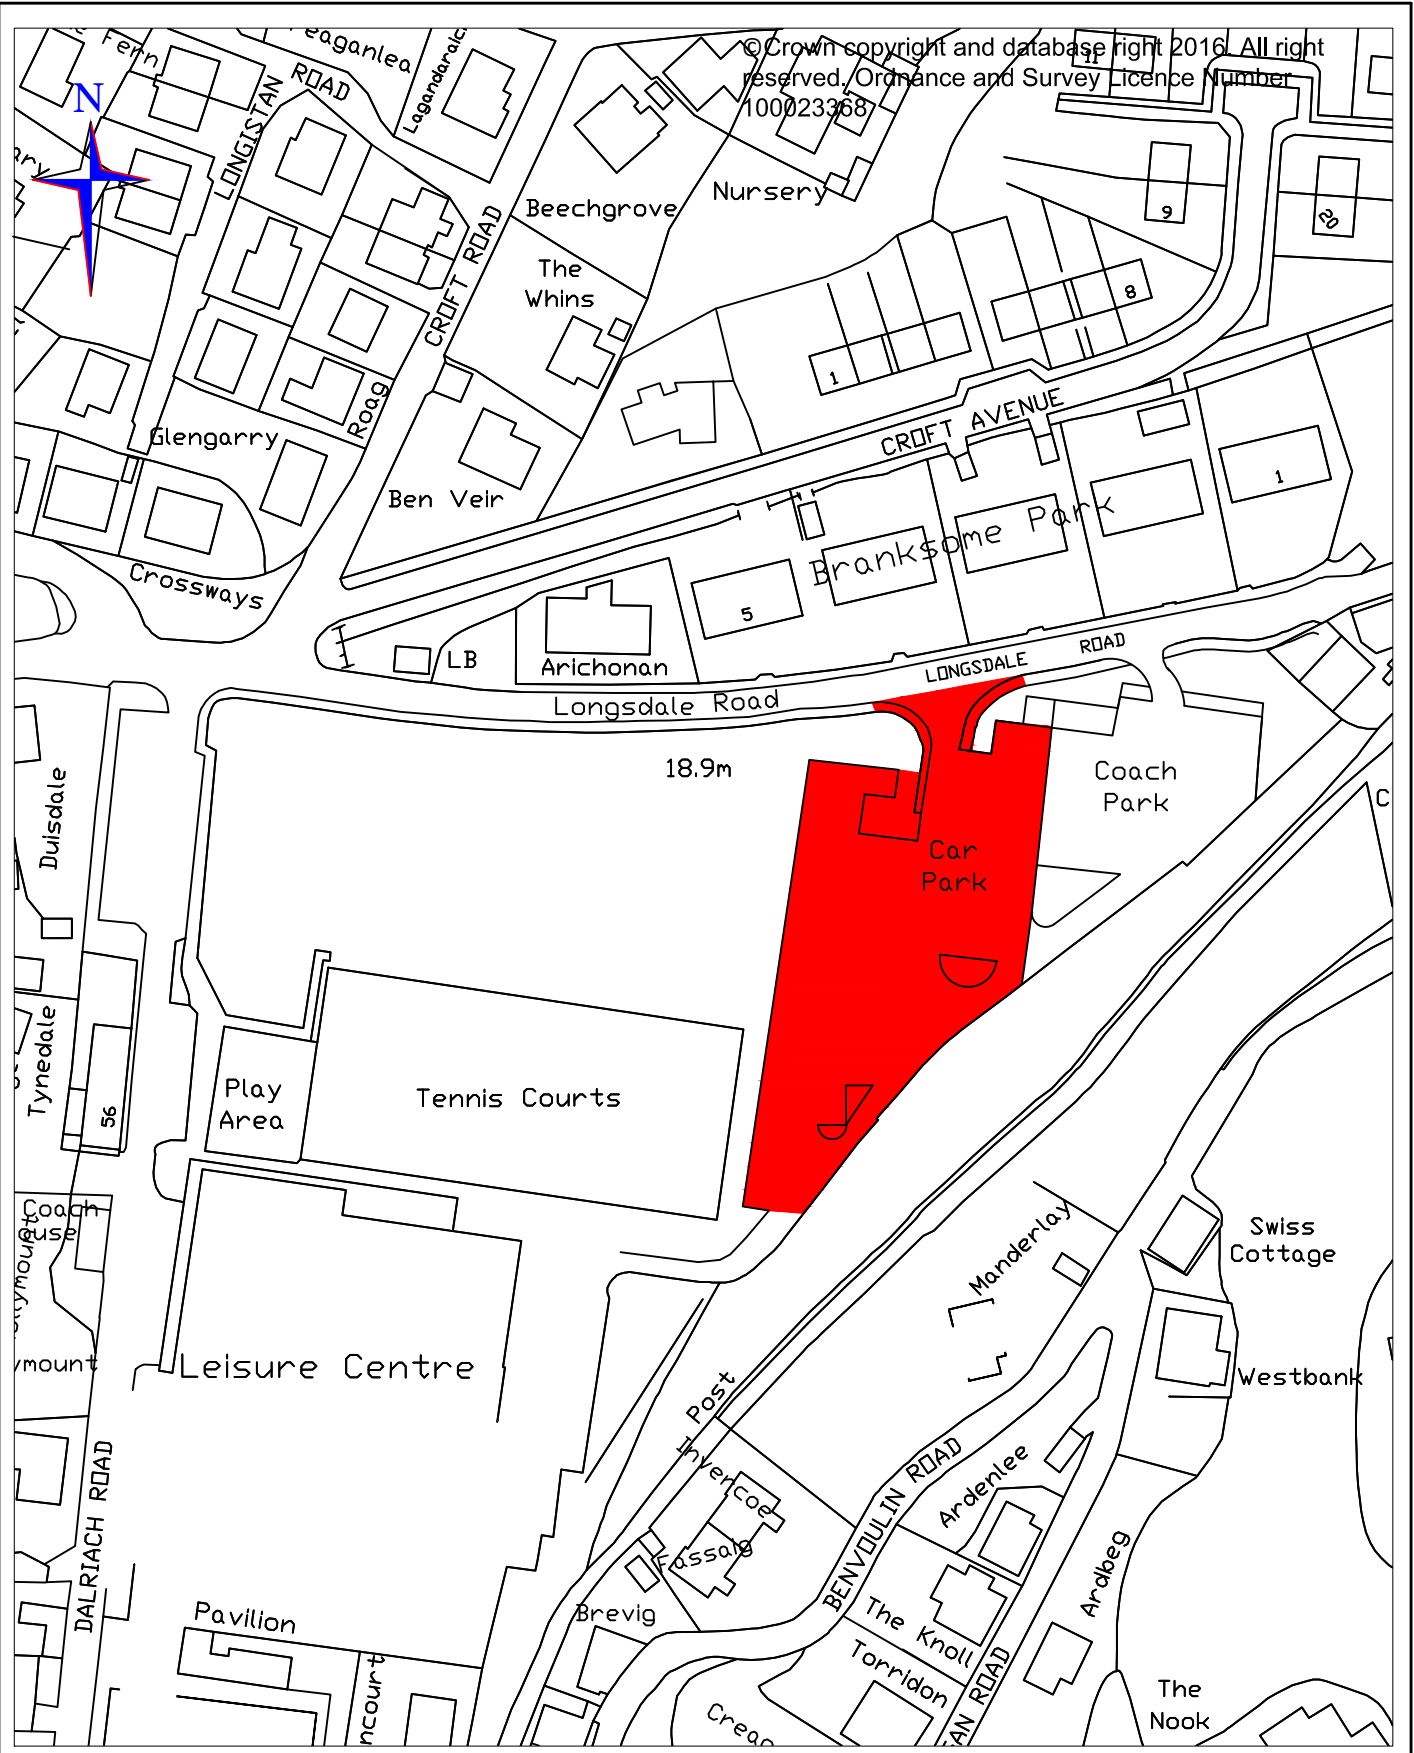 ©Crown copyright and database right 2016. All right
reserved. Ordnance and Survey Licence Number
100023368
N
Fern
ROAD
LONGISTAN
Lagandaraich
11
Nursery
Beechgrove
9
20
The
Whins
CROFT ROAD
8
1
CROFT AVENUE
Roag
Glengarry
Ben Veir
1
Branksome Park
Crossways
5
LB
Arichonan
LONGSDALE ROAD
Longsdale Road
18.9m
Coach
Park
C
Duisdale
Car
Park
Tynedale
56
Play
Area
Tennis Courts
Coach
Manderlay
Swiss
Cottage
Leisure Centre
Westbank
Post
Invercoe
Fassaig
BENVOULIN ROAD
Ardenlee
DALRIACH ROAD
Ardbeg
Pavilion
Brevig
The Knoll
Torridon
ROAD
ncourt
The
Nook